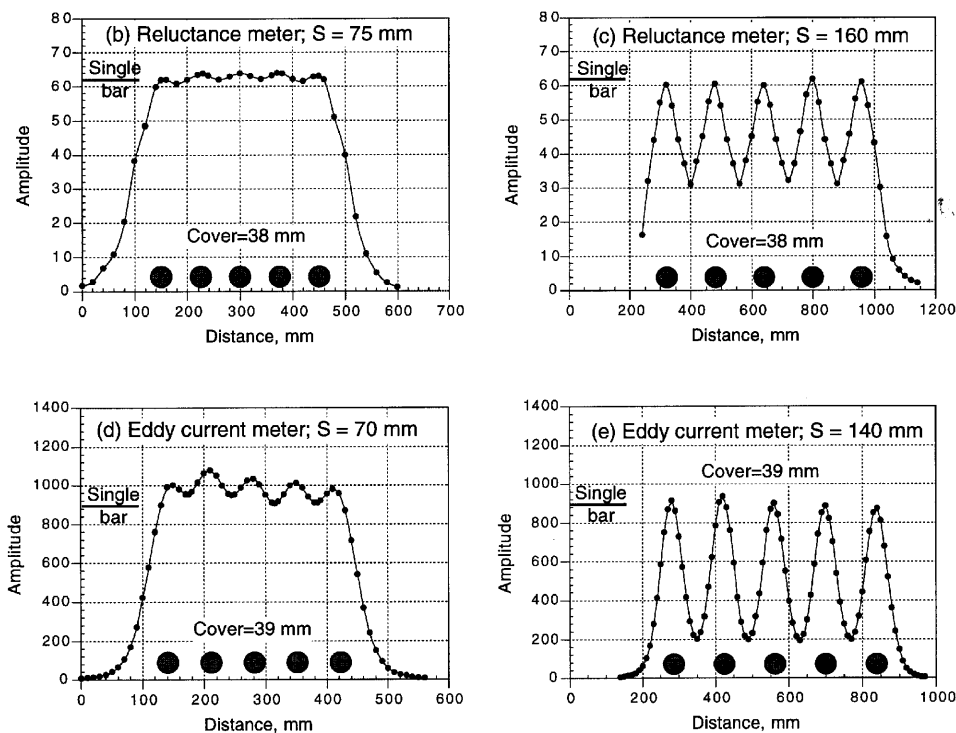 (b) Reluctance meter; S = 75 mm
80
70
60
50
40
30
20
10
0
Amplitude
Single
bar
Cover=38 mm
0 100 200 300 400 500 600 700
Distance, mm
(c) Reluctance meter; S = 160 mm
80
70
60
50
40
30
20
10
0
Amplitude
Single
bar
Cover=38 mm
0 200 400 600 800 1000 1200
Distance, mm
(d) Eddy current meter; S = 70 mm
1400
1200
1000
800
600
400
200
0
Amplitude
Single
bar
Cover=39 mm
0 100 200 300 400 500 600
Distance, mm
(e) Eddy current meter; S = 140 mm
1400
1200
1000
800
600
400
200
0
Amplitude
Cover=39 mm
Single
bar
0 200 400 600 800 1000
Distance, mm